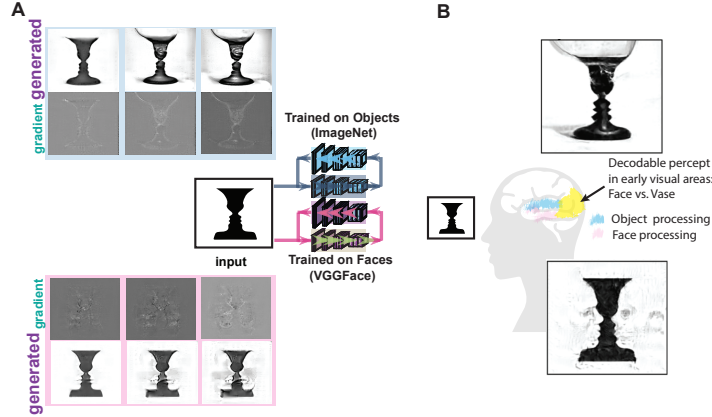 A
generated
gradient
Trained on Objects
(ImageNet)
input
Trained on Faces
(VGGFace)
gradient
generated
B
Decodable percept
in early visual areas:
Face vs. Vase
Object processing
Face processing